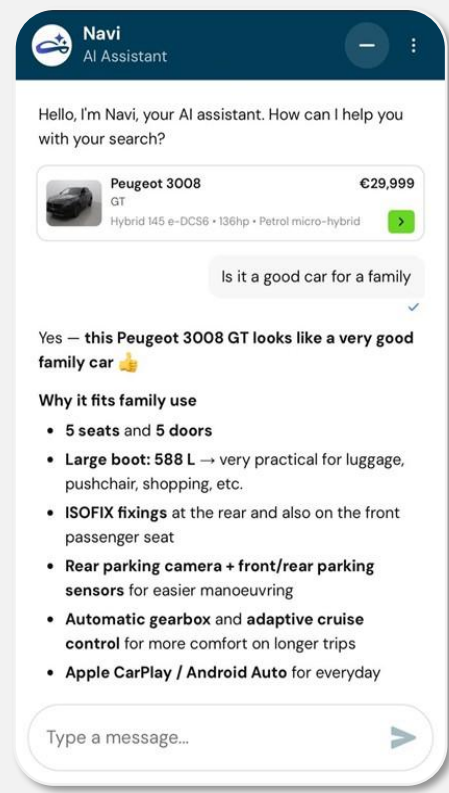 Navi
AI Assistant
Hello, I'm Navi, your AI assistant. How can I help you
with your search?
Peugeot 3008
€29,999
GT
Hybrid 145 e-DCS6 • 136hp • Petrol micro-hybrid
Is it a good car for a family
Yes — this Peugeot 3008 GT looks like a very good
family car 👍
Why it fits family use
• 5 seats and 5 doors
• Large boot: 588 L → very practical for luggage,
pushchair, shopping, etc.
• ISOFIX fixings at the rear and also on the front
passenger seat
• Rear parking camera + front/rear parking
sensors for easier manoeuvring
• Automatic gearbox and adaptive cruise
control for more comfort on longer trips
• Apple CarPlay / Android Auto for everyday
Type a message...